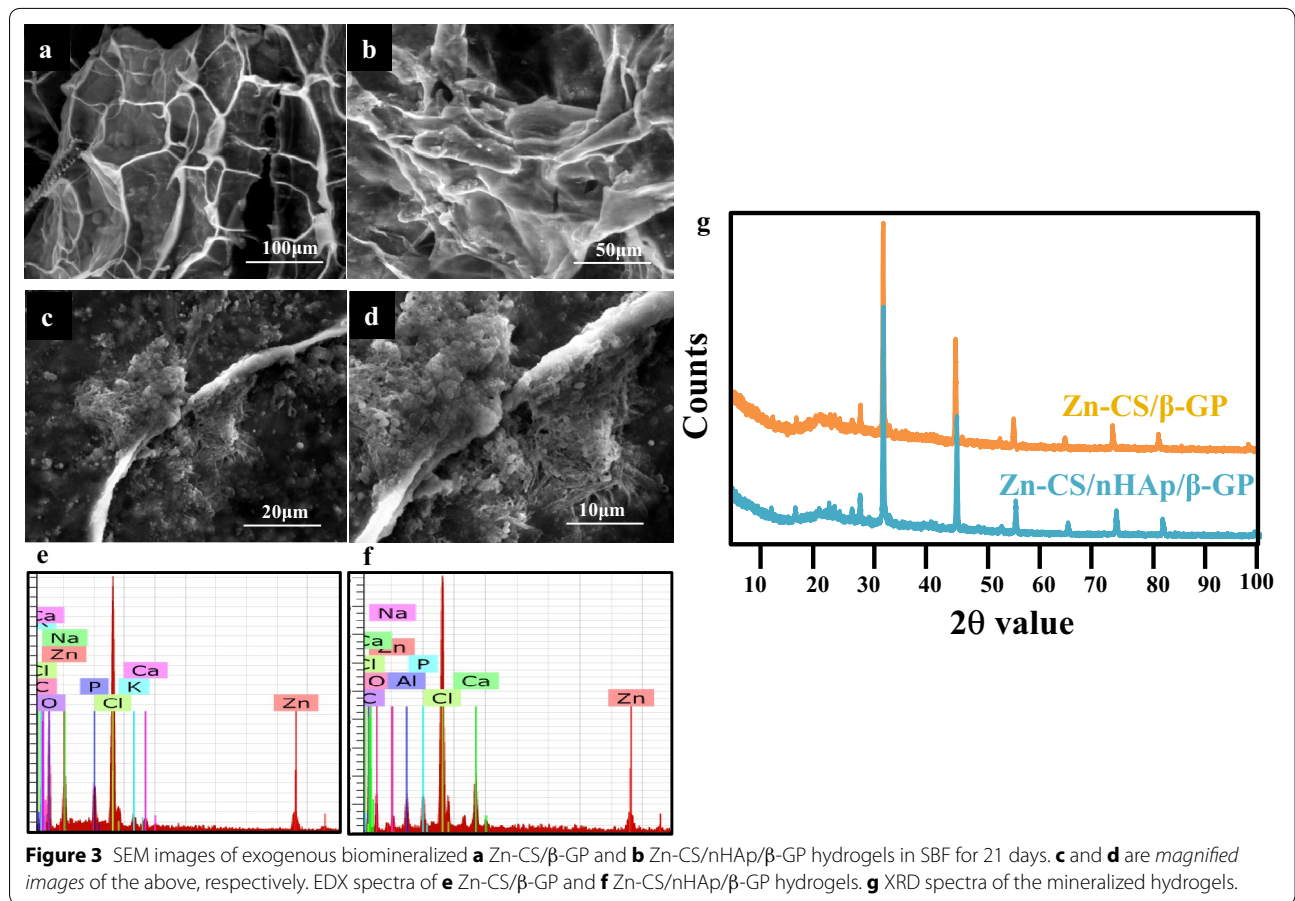 a
b
100μm
50μm
c
d
20μm
10μm
e
f
Ca
Na
Zn
Cl
C
O
P
Cl
K
Ca
Zn
Na
Ca
Zn
Cl
P
O
Al
C
Cl
Ca
Zn
g
Counts
Zn-CS/β-GP
Zn-CS/nHAp/β-GP
10 20 30 40 50 60 70 80 90 100
2θ value
Figure 3 SEM images of exogenous biomineralized a Zn-CS/β-GP and b Zn-CS/nHAp/β-GP hydrogels in SBF for 21 days. c and d are magnified
images of the above, respectively. EDX spectra of e Zn-CS/β-GP and f Zn-CS/nHAp/β-GP hydrogels. g XRD spectra of the mineralized hydrogels.